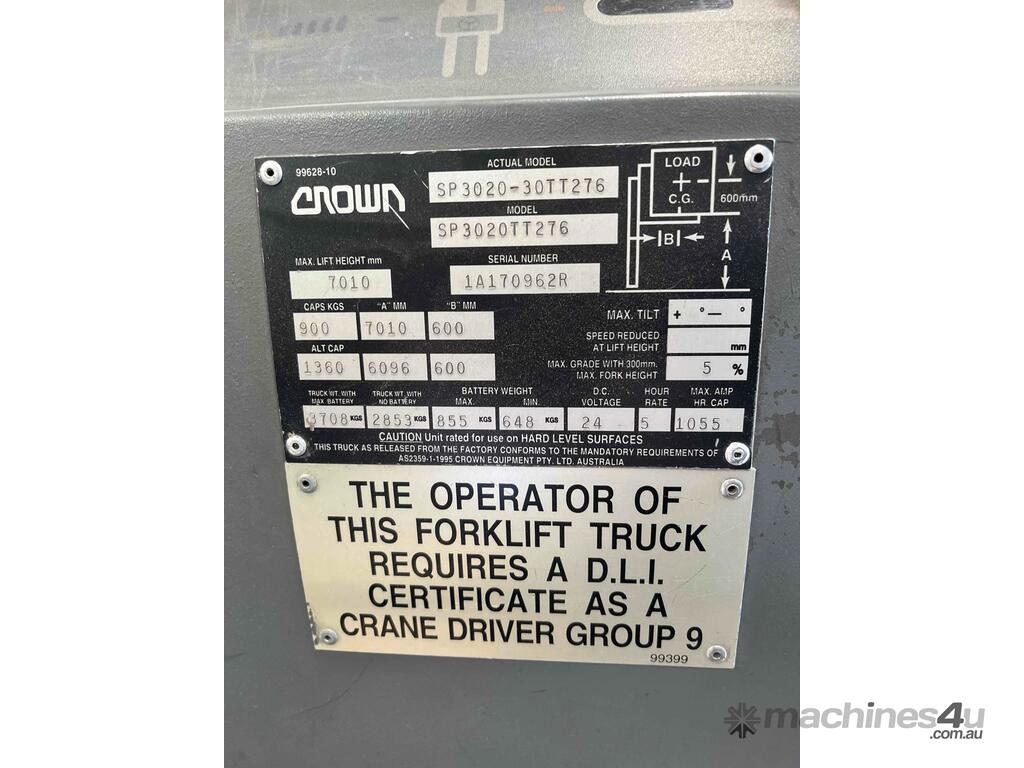 99628-10
CROWN
ACTUAL MODEL
SP3020-30TT276
MODEL
SP3020TT276
LOAD
+
C.G.
600mm
B
A
MAX. LIFT HEIGHT mm
7010
SERIAL NUMBER
1A170962R
CAPS KGS "A" MM "B" MM
900 7010 600
ALT CAP
1360 6096 600
MAX. TILT + ° — °
SPEED REDUCED
AT LIFT HEIGHT mm
MAX. GRADE WITH 300mm.
MAX. FORK HEIGHT 5 %
TRUCK WT. WITH
MAX. BATTERY
3708 KGS
TRUCK WT. WITH
NO BATTERY
2853 KGS
BATTERY WEIGHT
MAX. MIN.
855 KGS 648 KGS
D.C.
VOLTAGE
24
HOUR
RATE
5
MAX. AMP
HR. CAP
1055
CAUTION Unit rated for use on HARD LEVEL SURFACES
THIS TRUCK AS RELEASED FROM THE FACTORY CONFORMS TO THE MANDATORY REQUIREMENTS OF
AS2359-1-1995 CROWN EQUIPMENT PTY. LTD. AUSTRALIA
THE OPERATOR OF
THIS FORKLIFT TRUCK
REQUIRES A D.L.I.
CERTIFICATE AS A
CRANE DRIVER GROUP 9
99399
machines4u
.com.au